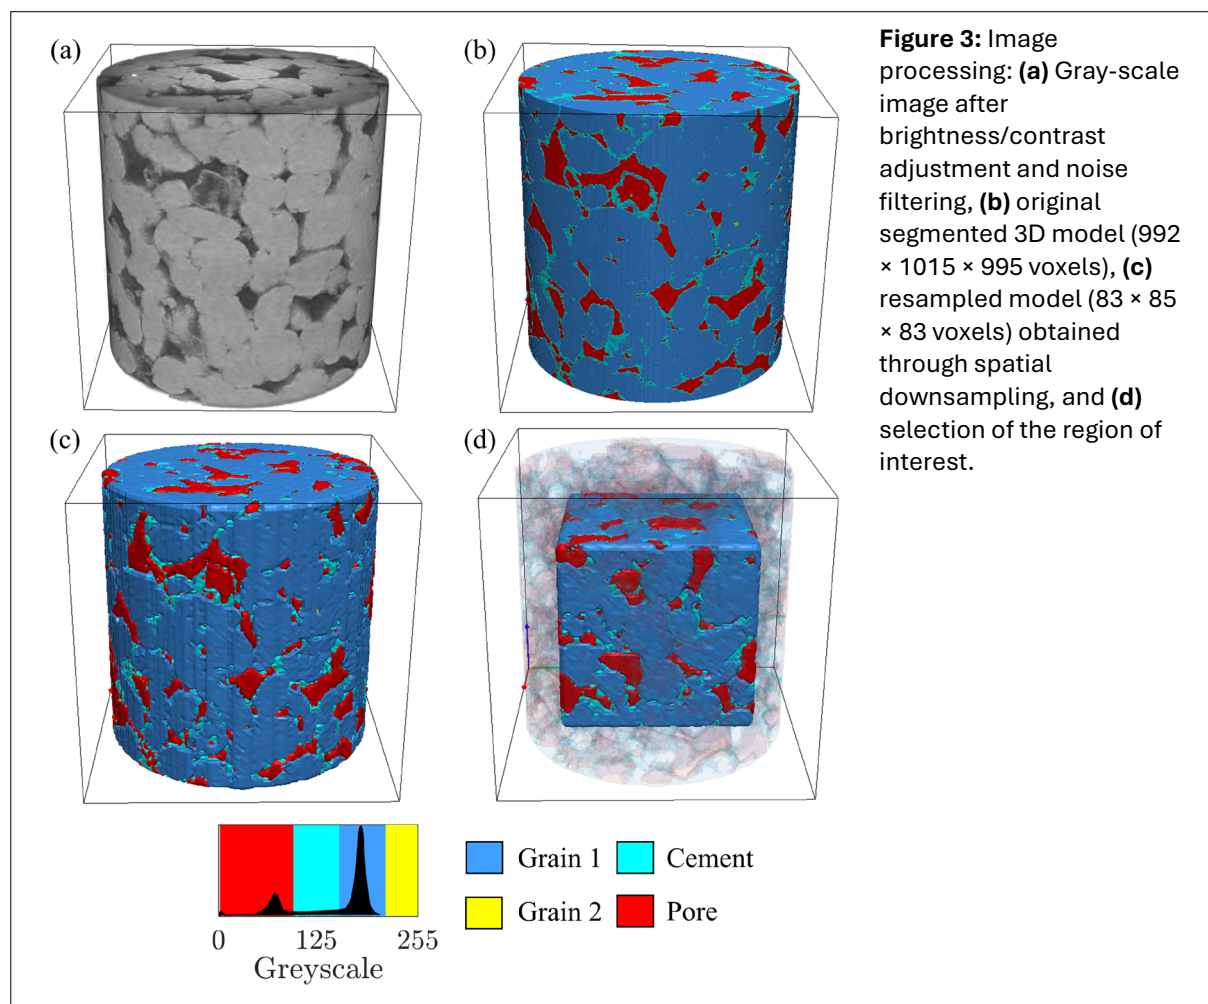 (a)
(b)
Figure 3: Image
processing: (a) Gray-scale
image after
brightness/contrast
adjustment and noise
filtering, (b) original
segmented 3D model (992
× 1015 × 995 voxels), (c)
resampled model (83 × 85
× 83 voxels) obtained
through spatial
downsampling, and (d)
selection of the region of
interest.
(c)
(d)
Grain 1
Cement
Grain 2
Pore
0 125 255
Greyscale